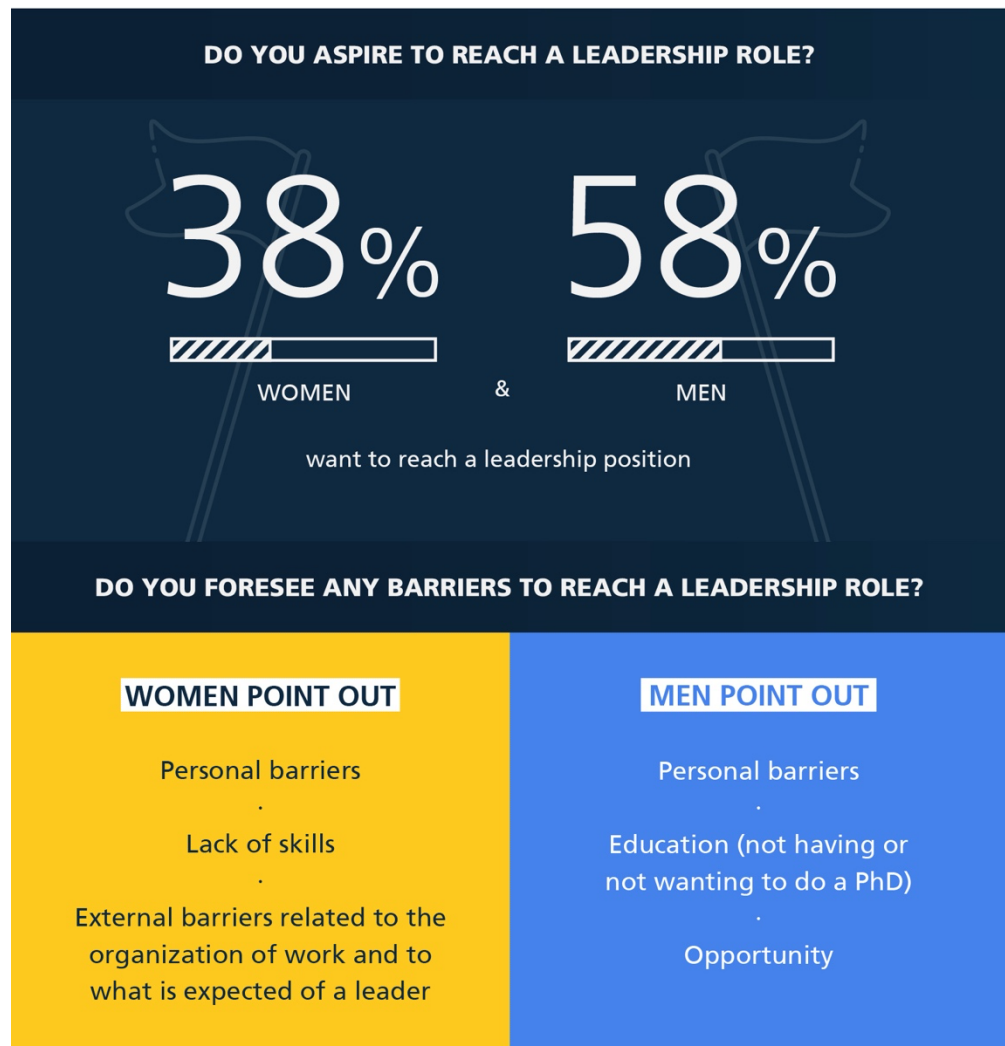 DO YOU ASPIRE TO REACH A LEADERSHIP ROLE?
38%
58%
WOMEN
&
MEN
want to reach a leadership position
DO YOU FORESEE ANY BARRIERS TO REACH A LEADERSHIP ROLE?
WOMEN POINT OUT
Personal barriers
·
Lack of skills
·
External barriers related to the
organization of work and to
what is expected of a leader
MEN POINT OUT
Personal barriers
·
Education (not having or
not wanting to do a PhD)
·
Opportunity